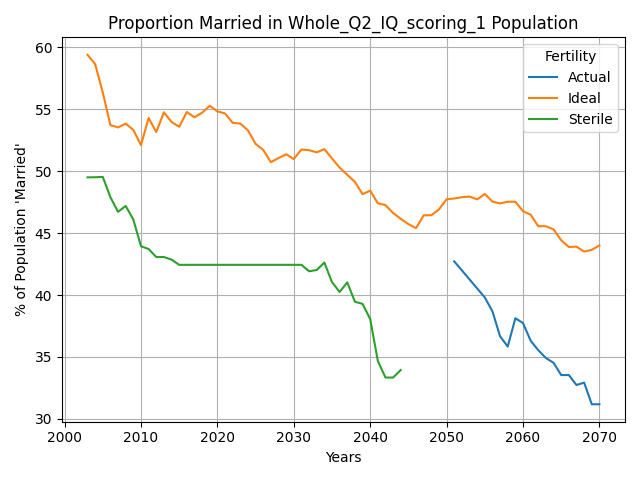 Proportion Married in Whole_Q2_IQ_scoring_1 Population
Fertility
Actual
Ideal
Sterile
% of Population 'Married'
60
55
50
45
40
35
30
2000
2010
2020
2030
2040
2050
2060
2070
Years